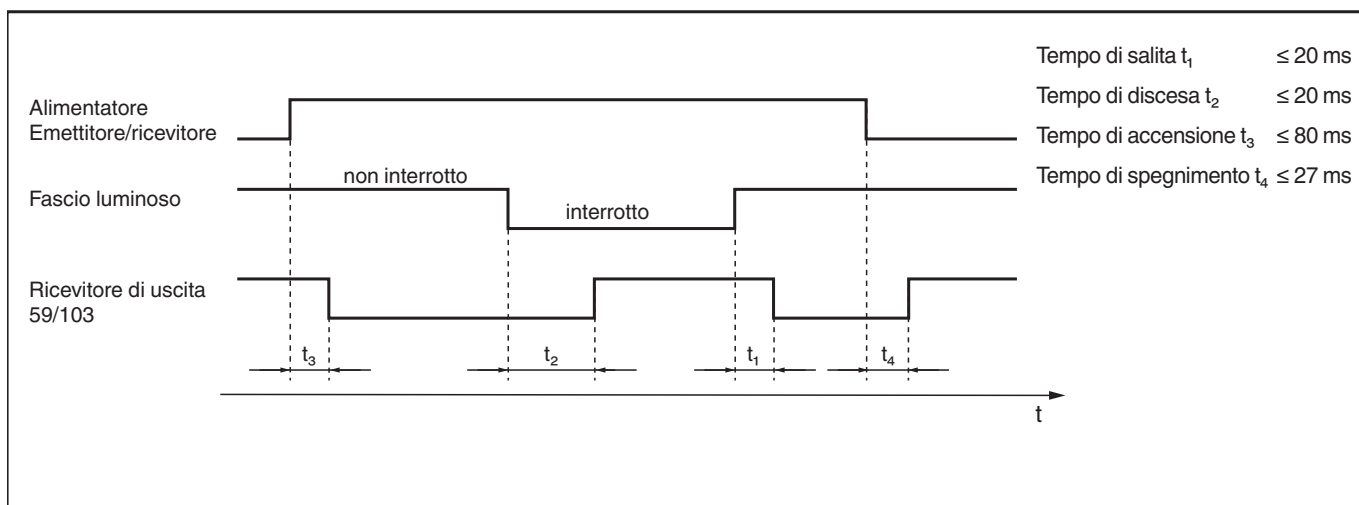 Tempo di salita t₁ ≤ 20 ms
Alimentatore
Emettitore/ricevitore
Tempo di discesa t₂ ≤ 20 ms
Tempo di accensione t₃ ≤ 80 ms
Tempo di spegnimento t₄ ≤ 27 ms
non interrotto
Fascio luminoso
interrotto
Ricevitore di uscita
59/103
t₃
t₂
t₁
t₄
t